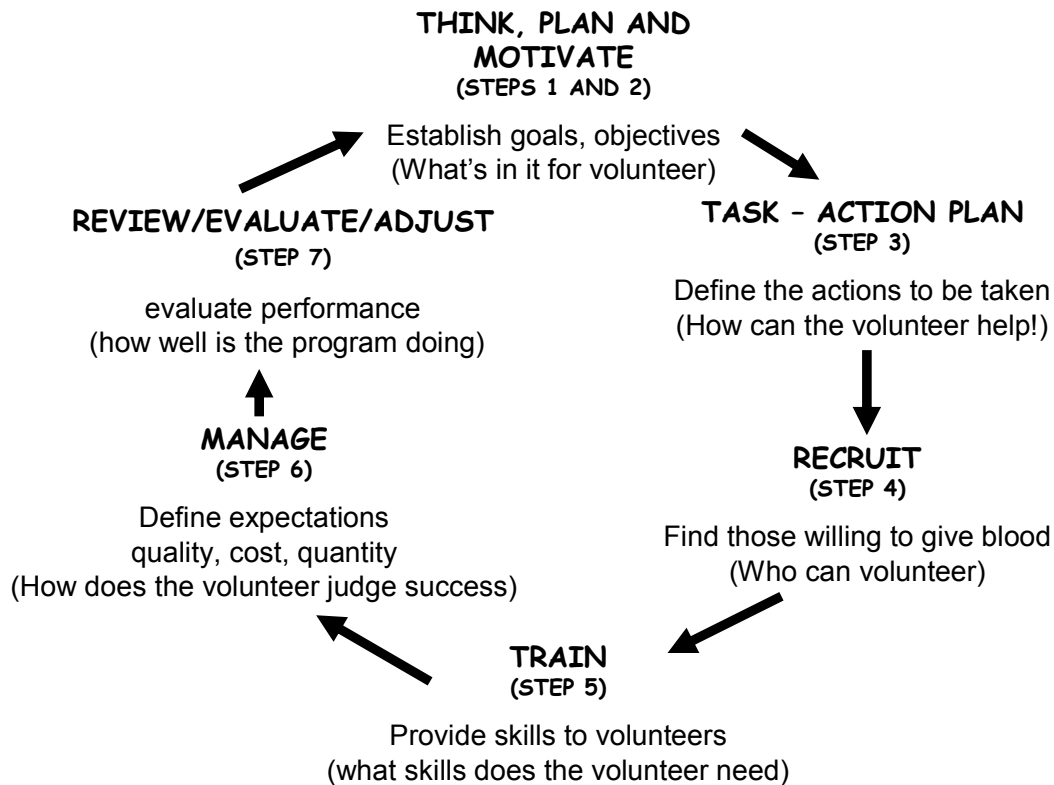 THINK, PLAN AND
MOTIVATE
(STEPS 1 AND 2)
Establish goals, objectives
(What's in it for volunteer)
TASK – ACTION PLAN
(STEP 3)
Define the actions to be taken
(How can the volunteer help!)
RECRUIT
(STEP 4)
Find those willing to give blood
(Who can volunteer)
TRAIN
(STEP 5)
Provide skills to volunteers
(what skills does the volunteer need)
MANAGE
(STEP 6)
Define expectations
quality, cost, quantity
(How does the volunteer judge success)
REVIEW/EVALUATE/ADJUST
(STEP 7)
evaluate performance
(how well is the program doing)